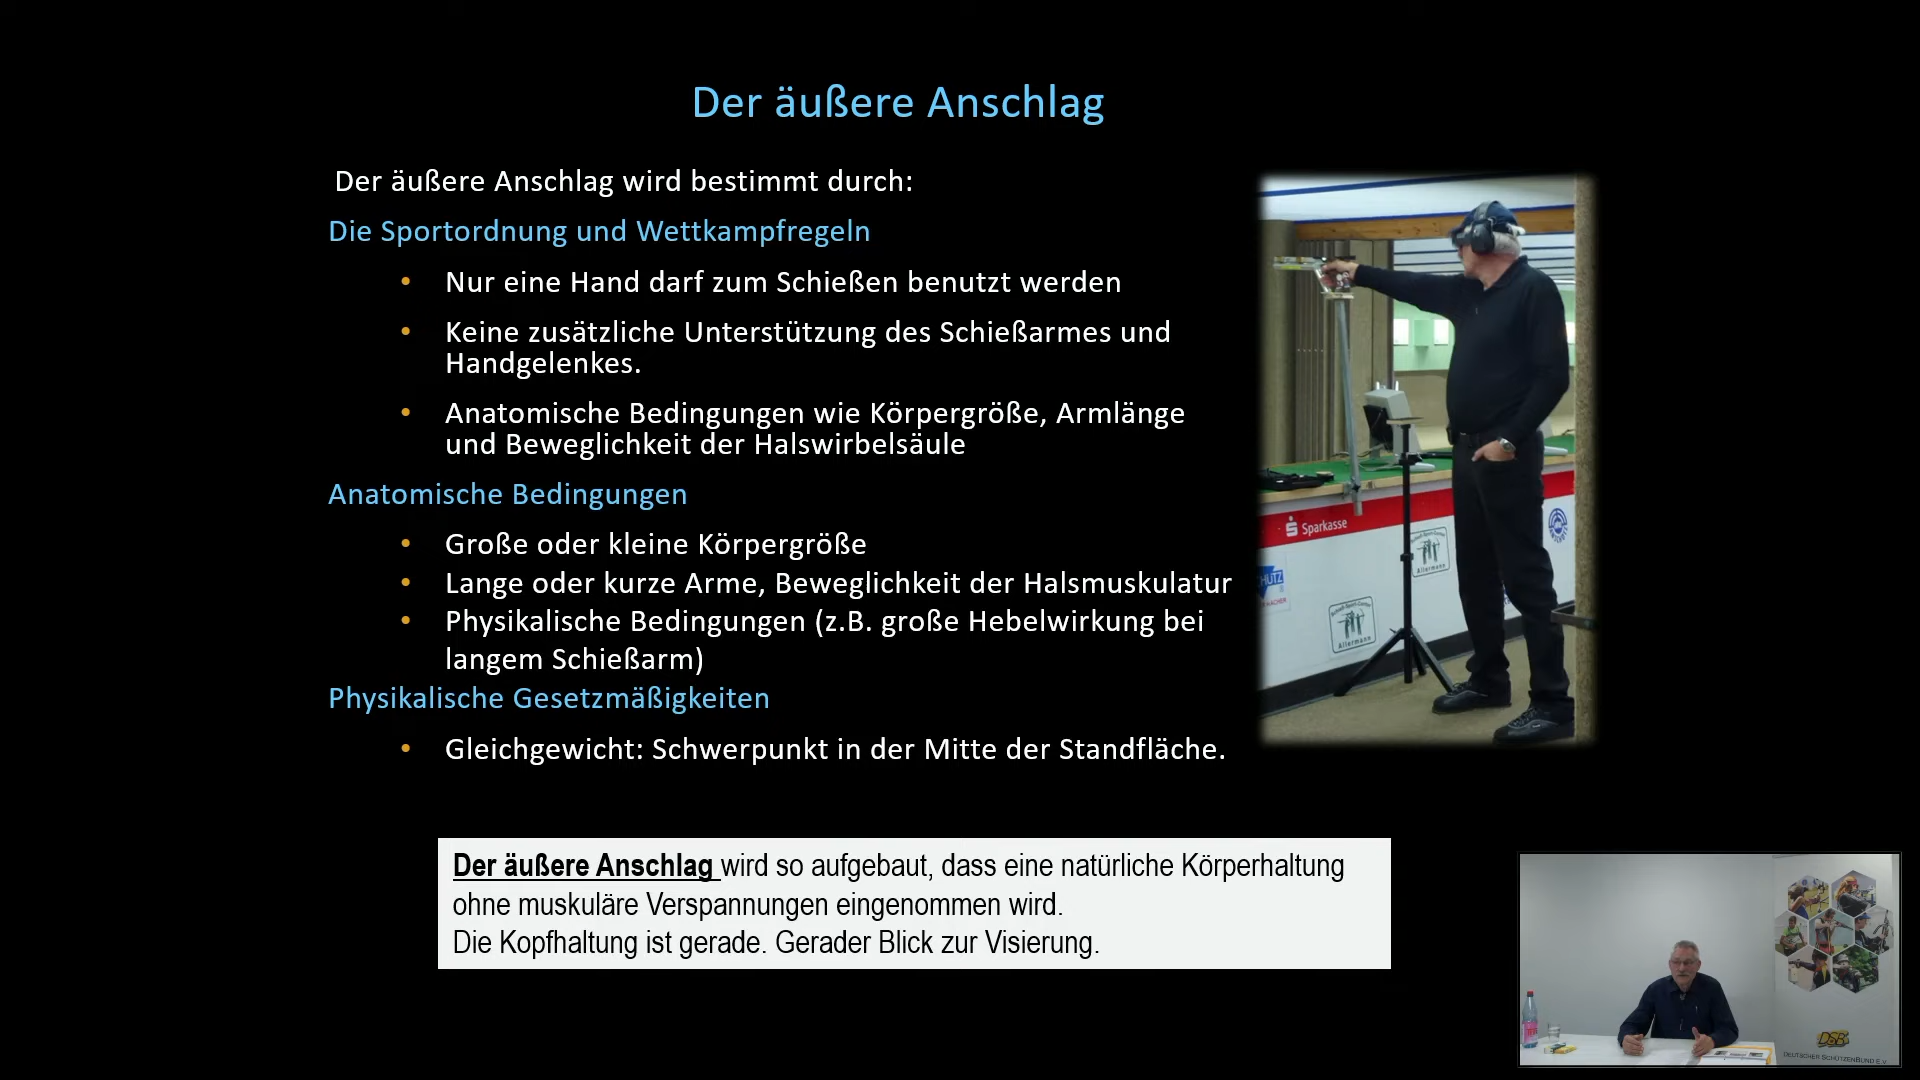 Der äußere Anschlag
Der äußere Anschlag wird bestimmt durch:
Die Sportordnung und Wettkampfregeln
• Nur eine Hand darf zum Schießen benutzt werden
• Keine zusätzliche Unterstützung des Schießarmes und
Handgelenkes.
• Anatomische Bedingungen wie Körpergröße, Armlänge
und Beweglichkeit der Halswirbelsäule
Anatomische Bedingungen
• Große oder kleine Körpergröße
• Lange oder kurze Arme, Beweglichkeit der Halsmuskulatur
• Physikalische Bedingungen (z.B. große Hebelwirkung bei
langem Schießarm)
Physikalische Gesetzmäßigkeiten
• Gleichgewicht: Schwerpunkt in der Mitte der Standfläche.
Der äußere Anschlag wird so aufgebaut, dass eine natürliche Körperhaltung
ohne muskuläre Verspannungen eingenommen wird.
Die Kopfhaltung ist gerade. Gerader Blick zur Visierung.
Sparkasse
Allermann
Allermann
DSB
DEUTSCHER SCHÜTZENBUND E.V.